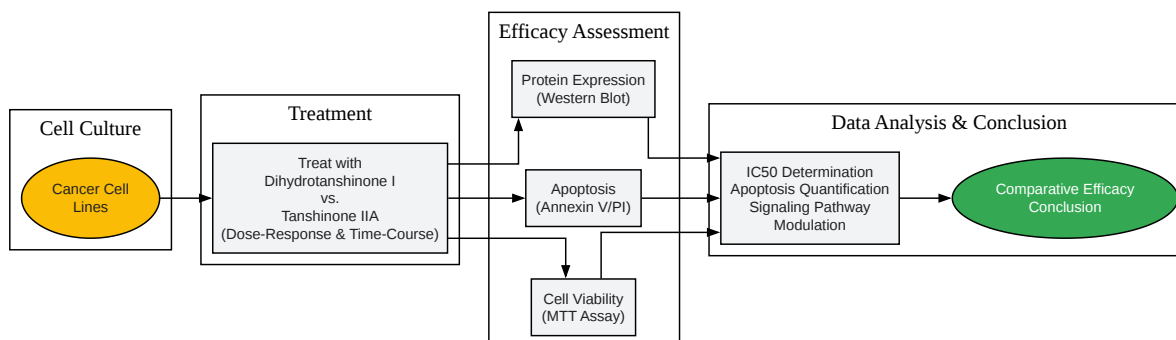 Cell Culture
Cancer Cell
Lines
Treatment
Treat with
Dihydrotanshinone I
vs.
Tanshinone IIA
(Dose-Response & Time-Course)
Efficacy Assessment
Protein Expression
(Western Blot)
Apoptosis
(Annexin V/PI)
Cell Viability
(MTT Assay)
Data Analysis & Conclusion
IC50 Determination
Apoptosis Quantification
Signaling Pathway
Modulation
Comparative Efficacy
Conclusion